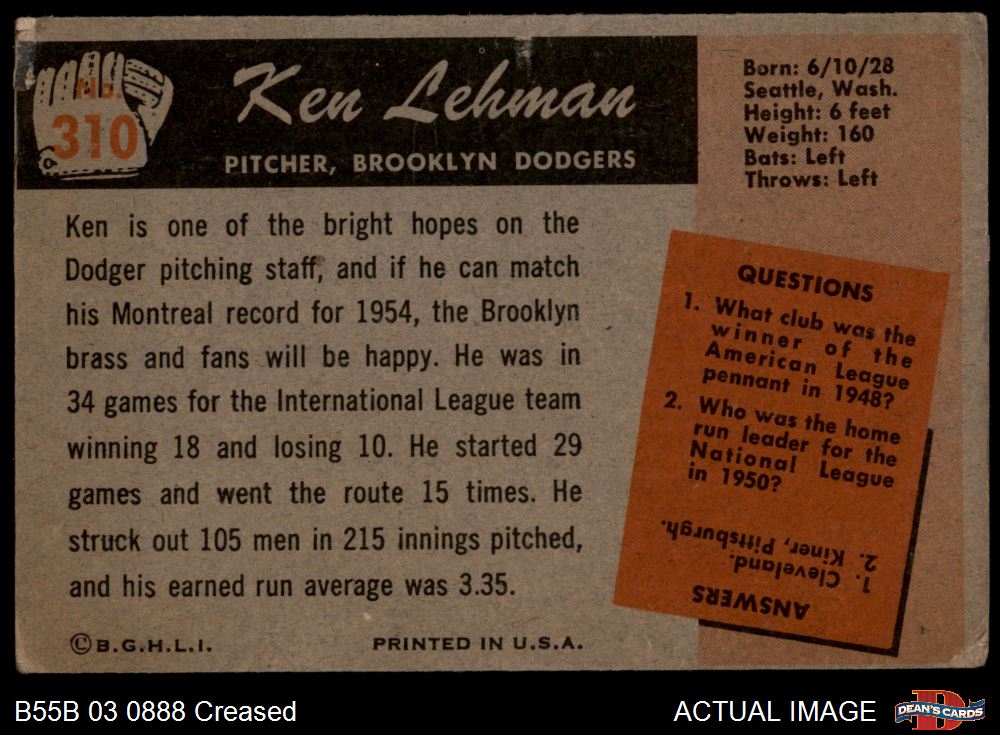 No.
310
Ken Lehman
PITCHER, BROOKLYN DODGERS
Born: 6/10/28
Seattle, Wash.
Height: 6 feet
Weight: 160
Bats: Left
Throws: Left
Ken is one of the bright hopes on the
Dodger pitching staff, and if he can match
his Montreal record for 1954, the Brooklyn
brass and fans will be happy. He was in
34 games for the International League team
winning 18 and losing 10. He started 29
games and went the route 15 times. He
struck out 105 men in 215 innings pitched,
and his earned run average was 3.35.
QUESTIONS
1. What club was the
winner of the
American League
pennant in 1948?
2. Who was the home
run leader for the
National League
in 1950?
ANSWERS
1. Cleveland.
2. Kiner, Pittsburgh.
© B.G.H.L.I.
PRINTED IN U.S.A.
B55B 03 0888 Creased
ACTUAL IMAGE
D
DEAN'S CARDS